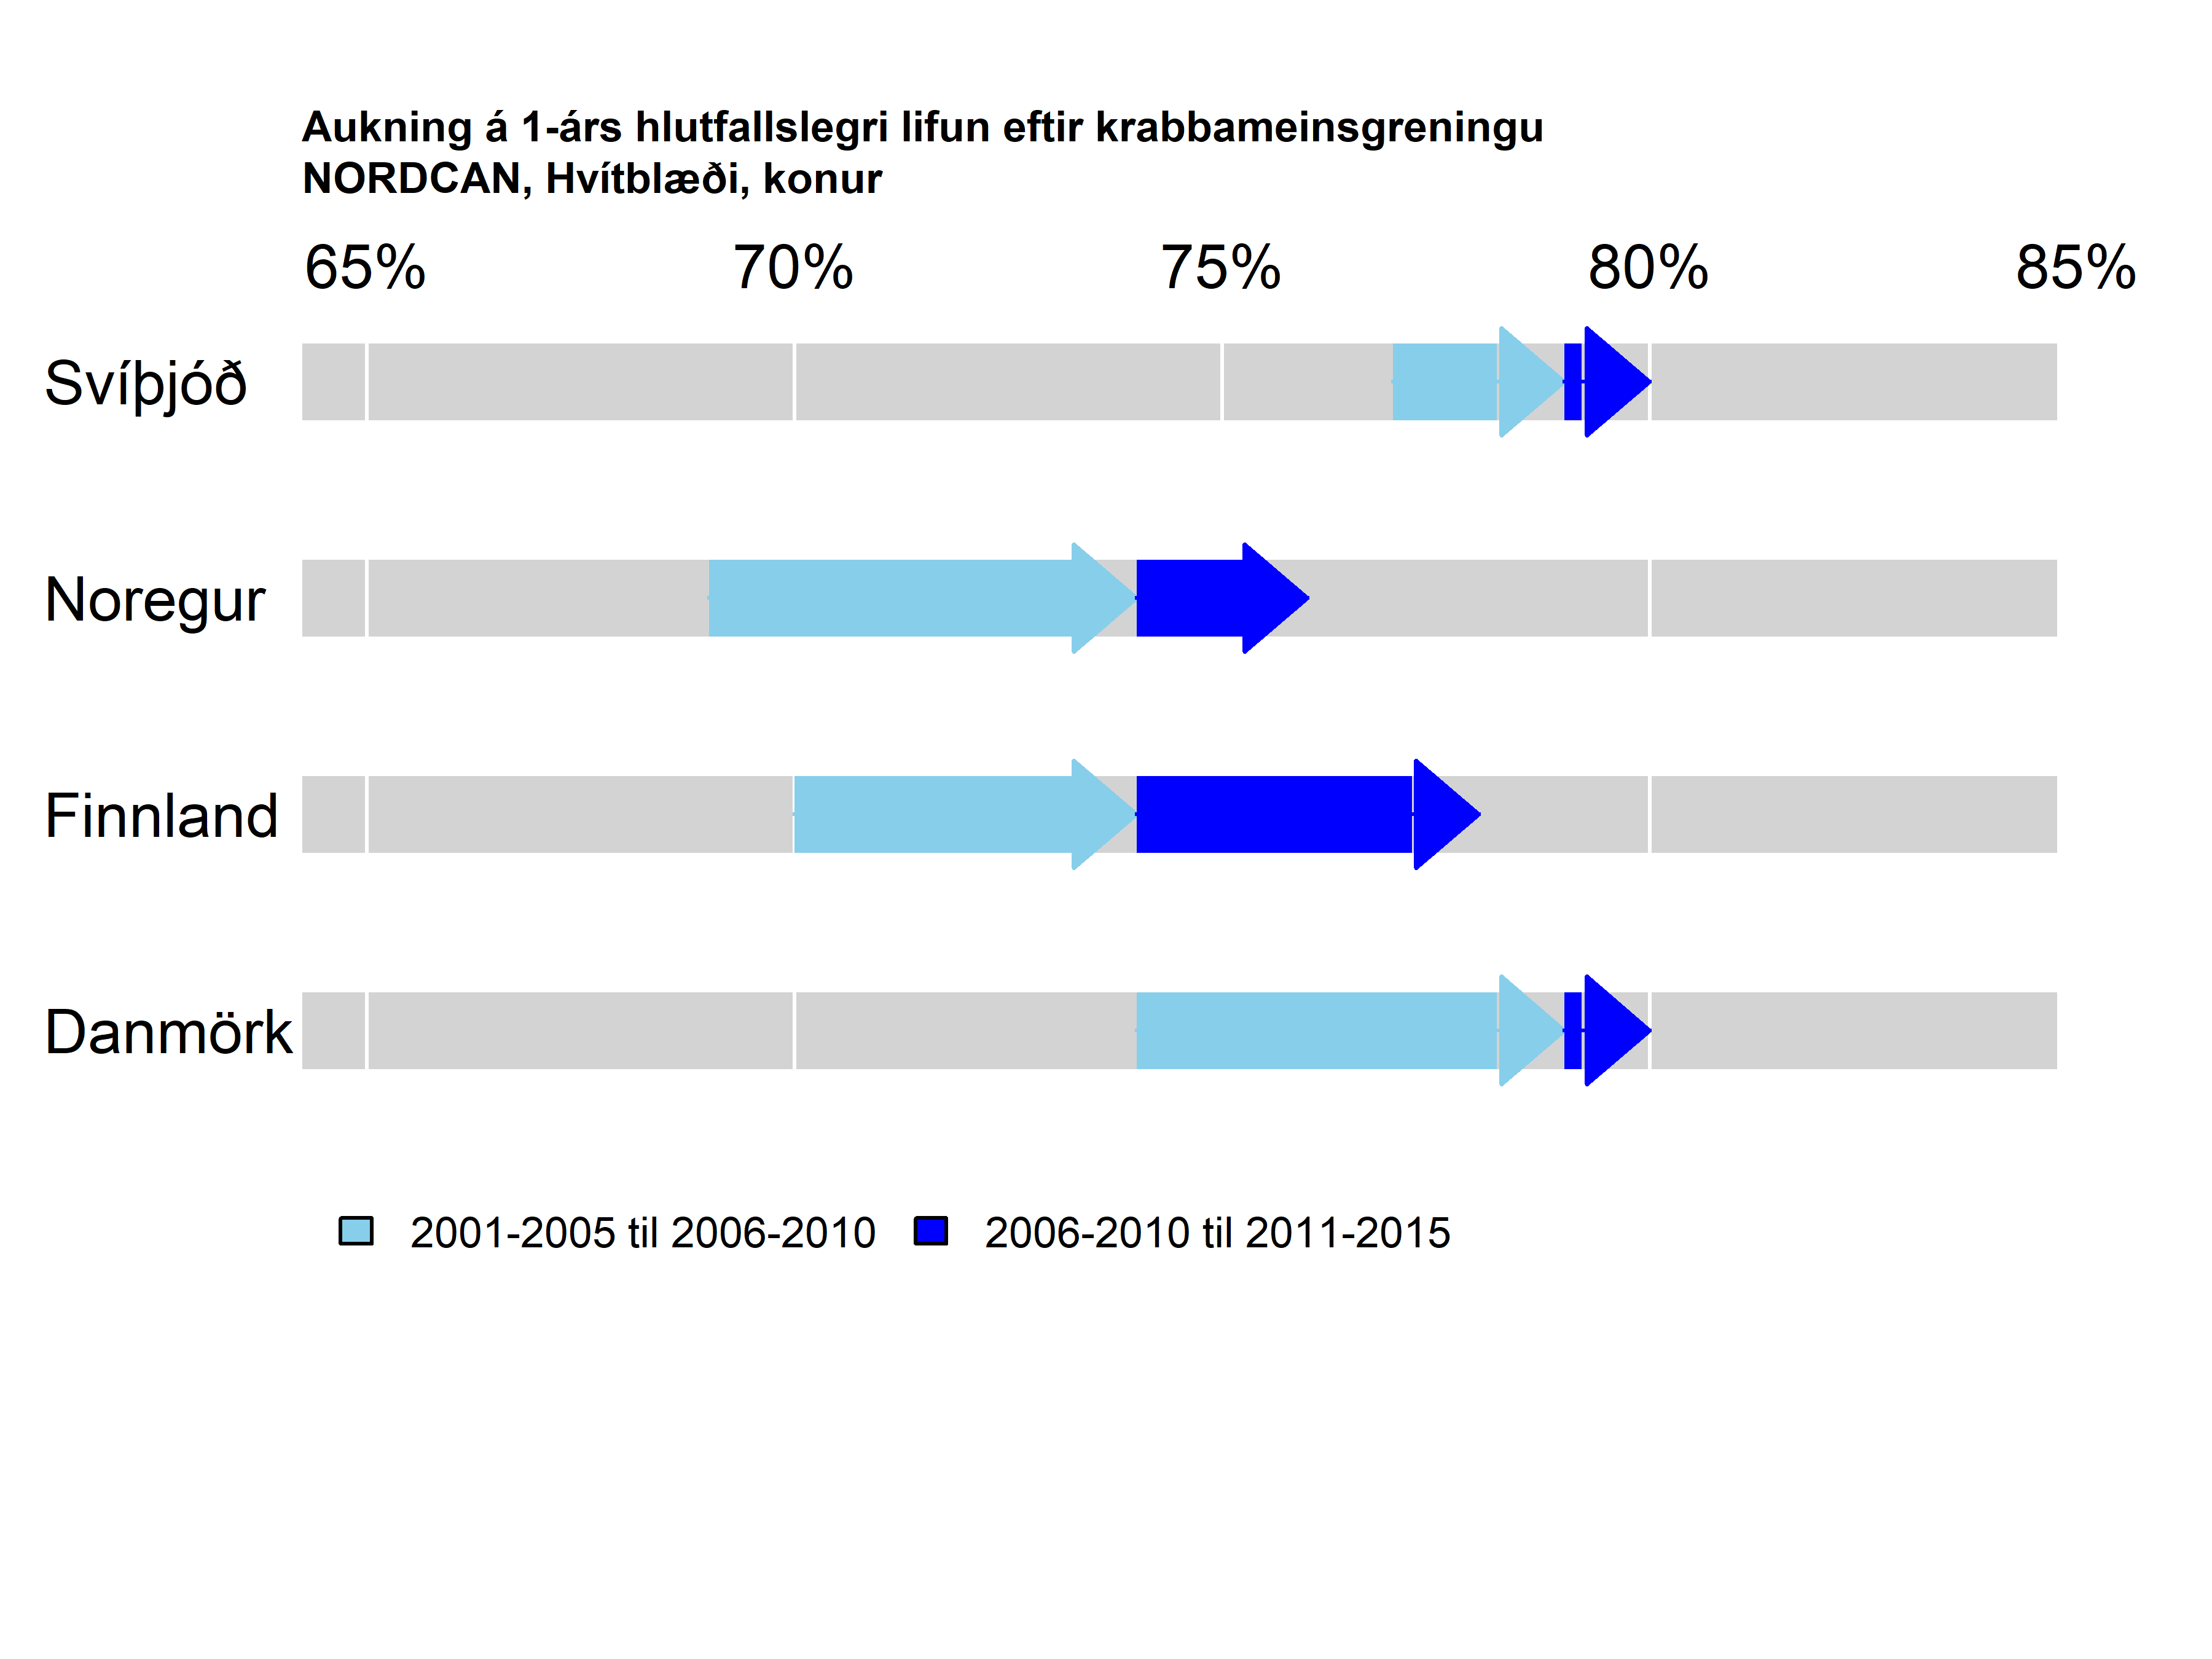 Aukning á 1-árs hlutfallslegri lifun eftir krabbameinsgreningu
NORDCAN, Hvítblæði, konur
65% 70% 75% 80% 85%
Svíþjóð
Noregur
Finnland
Danmörk
2001-2005 til 2006-2010 2006-2010 til 2011-2015